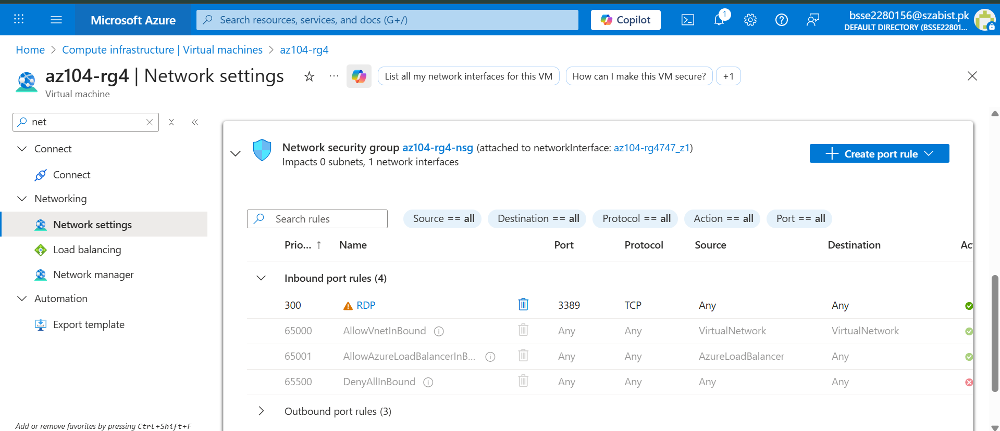 Microsoft Azure
Search resources, services, and docs (G+/)
Copilot
1
bsse2280156@szabist.pk
DEFAULT DIRECTORY (BSSE22801...
Home > Compute infrastructure | Virtual machines > az104-rg4
az104-rg4 | Network settings
Virtual machine
List all my network interfaces for this VM
How can I make this VM secure?
+1
net
Connect
Connect
Networking
Network settings
Load balancing
Network manager
Automation
Export template
Add or remove favorites by pressing Ctrl+Shift+F
Network security group az104-rg4-nsg (attached to networkInterface: az104-rg4747_z1)
Impacts 0 subnets, 1 network interfaces
Create port rule
Search rules
Source == all
Destination == all
Protocol == all
Action == all
Port == all
Prio... ↑ Name Port Protocol Source Destination Ac
Inbound port rules (4)
300 RDP 3389 TCP Any Any
65000 AllowVnetInBound Any Any VirtualNetwork VirtualNetwork
65001 AllowAzureLoadBalancerInB... Any Any AzureLoadBalancer Any
65500 DenyAllInBound Any Any Any Any
Outbound port rules (3)